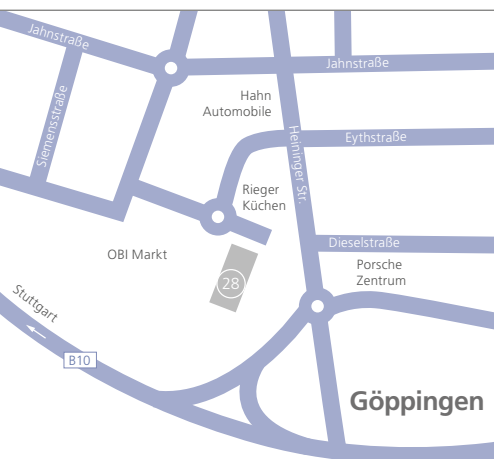 Jahnstraße
Jahnstraße
Siemensstraße
Hahn
Automobile
Heininger Str.
Eythstraße
Rieger
Küchen
Dieselstraße
OBI Markt
Porsche
Zentrum
28
Stuttgart
B10
Göppingen